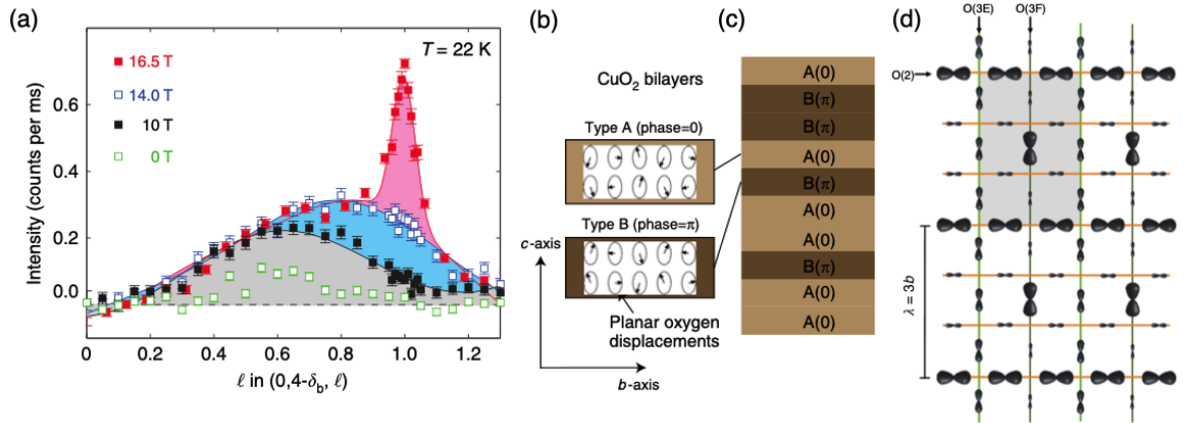 (a)
Intensity (counts per ms)
0.6
0.4
0.2
0.0
16.5 T
14.0 T
10 T
0 T
T = 22 K
0 0.2 0.4 0.6 0.8 1.0 1.2
ℓ in (0,4-δb, ℓ)
(b)
CuO2 bilayers
Type A (phase=0)
Type B (phase=π)
c-axis
Planar oxygen
displacements
b-axis
(c)
A(0)
B(π)
B(π)
A(0)
B(π)
A(0)
A(0)
B(π)
A(0)
A(0)
(d)
O(3E) O(3F)
O(2)
λ = 3b